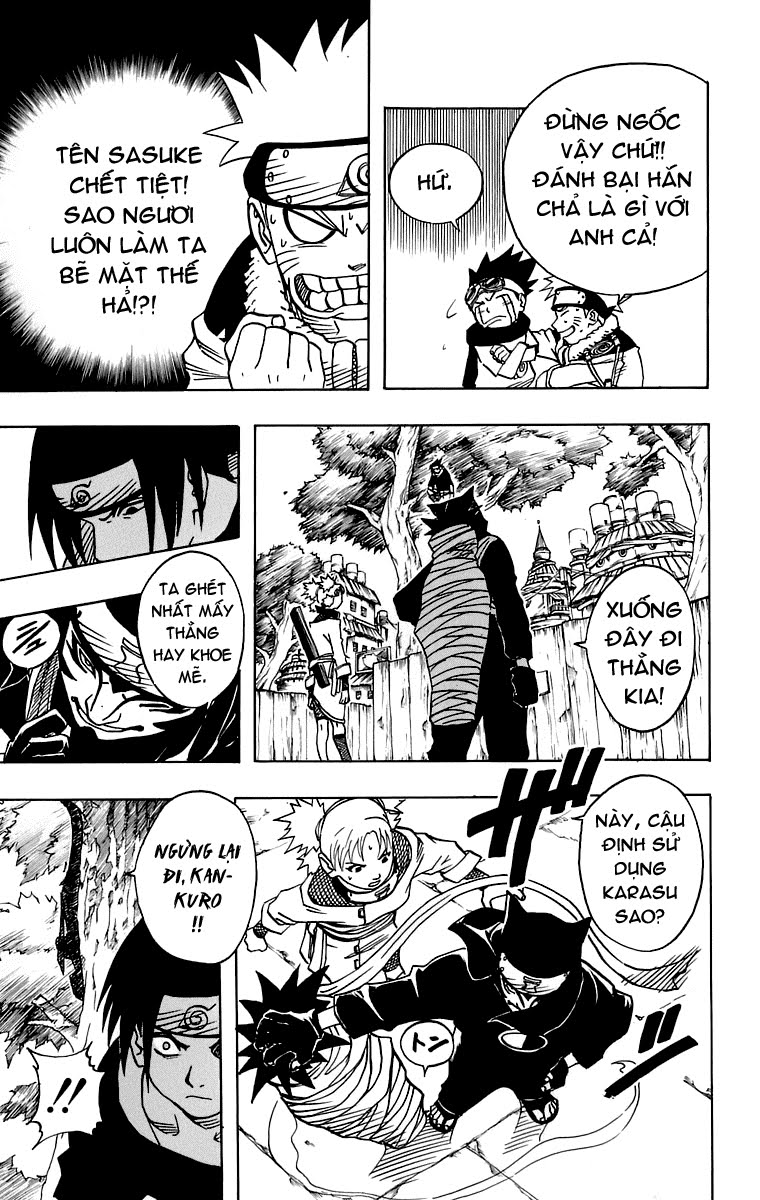 ĐỪNG NGỐC
VẬY CHỨ!!
ĐÁNH BẠI HẮN
CHẢ LÀ GÌ VỚI
ANH CẢ!
HỨ.
TÊN SASUKE
CHẾT TIỆT!
SAO NGƯƠI
LUÔN LÀM TA
BẼ MẶT THẾ
HẢ!?!
XUỐNG
ĐÂY ĐI
THẰNG
KIA!
TA GHÉT
NHẤT MẤY
THẰNG
HAY KHOE
MẼ.
NÀY, CẬU
ĐỊNH SỬ
DỤNG
KARASU
SAO?
NGỪNG LẠI
ĐI, KAN-
KURO
!!
!!